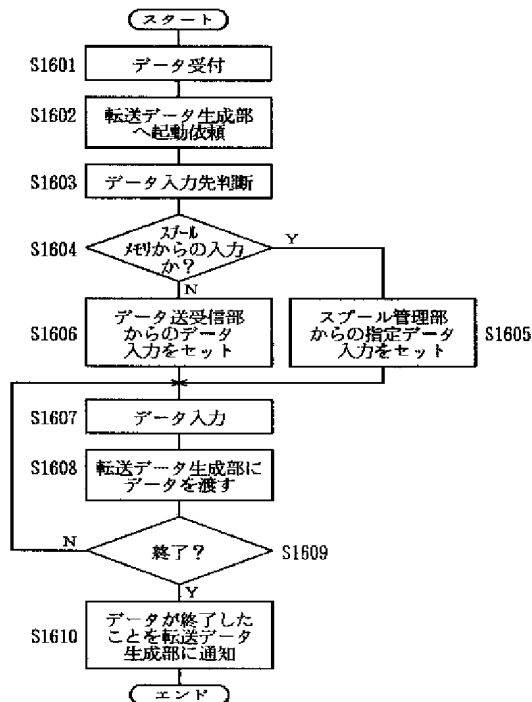 スタート
S1601
データ受付
S1602
転送データ生成部
へ起動依頼
S1603
データ入力先判断
S1604
スプール
メモリからの入力
か？
Y
N
S1606
データ送受信部
からのデータ
入力をセット
スプール管理部
からの指定データ
入力をセット
S1605
S1607
データ入力
S1608
転送データ生成部に
データを渡す
N
終了？
S1609
Y
S1610
データが終了した
ことを転送データ
生成部に通知
エンド